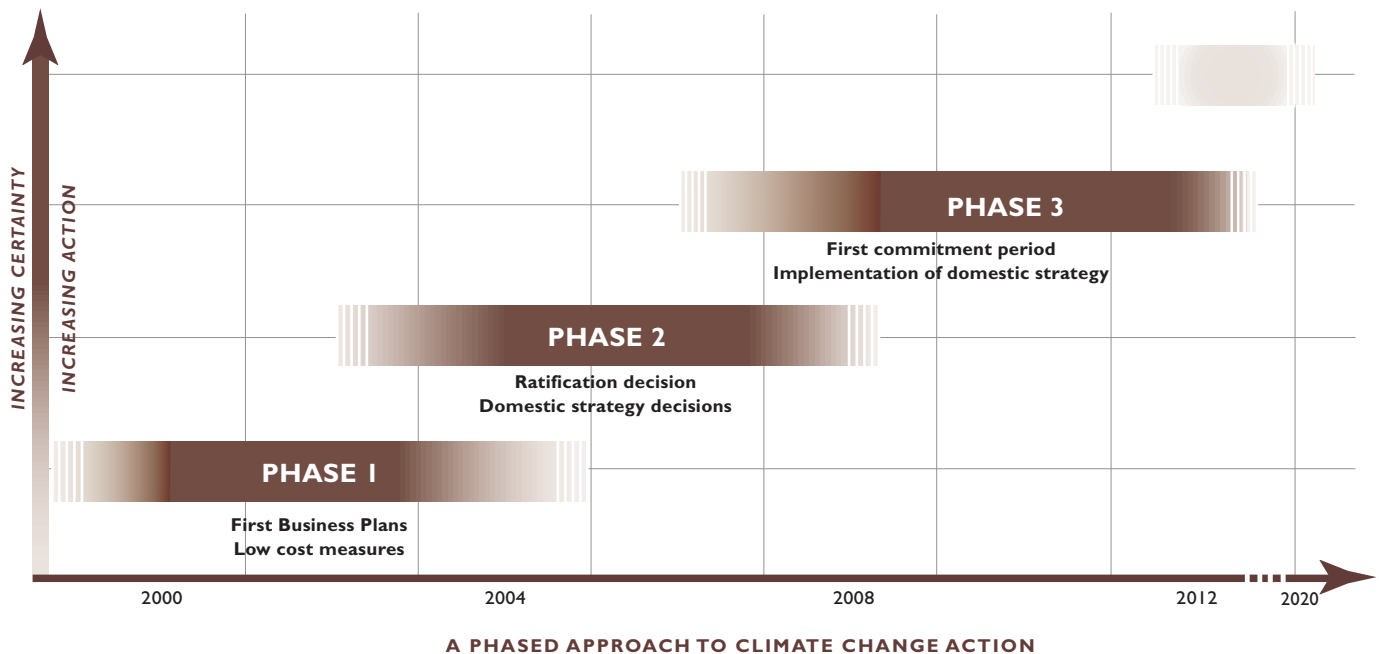 INCREASING CERTAINTY
INCREASING ACTION
PHASE 3
First commitment period
Implementation of domestic strategy
PHASE 2
Ratification decision
Domestic strategy decisions
PHASE 1
First Business Plans
Low cost measures
2000 2004 2008 2012 2020
A PHASED APPROACH TO CLIMATE CHANGE ACTION